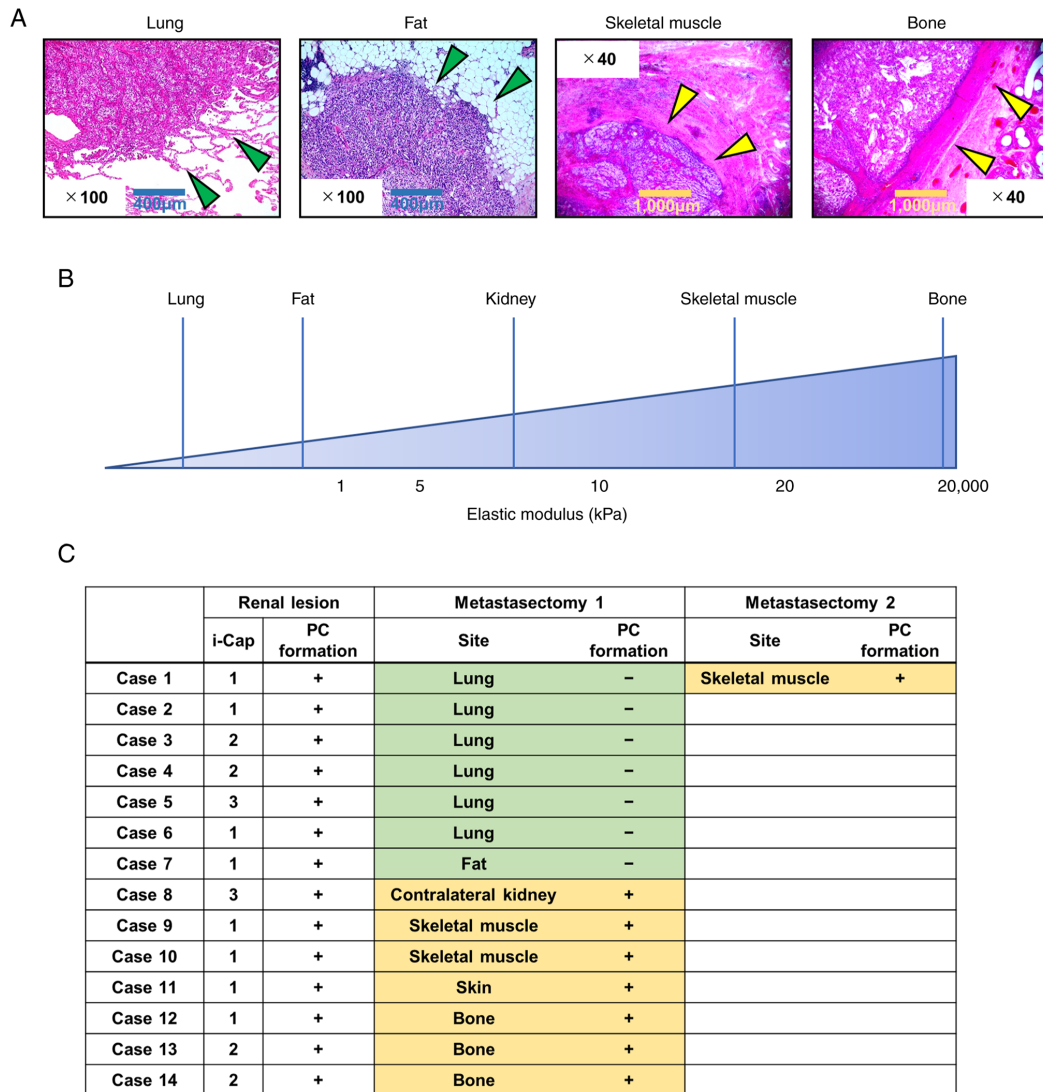 A
Lung
Fat
Skeletal muscle
Bone
×100
400μm
×100
400μm
×40
1,000μm
1,000μm
×40
B
Lung
Fat
Kidney
Skeletal muscle
Bone
1
5
10
20
20,000
Elastic modulus (kPa)
C
Renal lesion
Metastasectomy 1
Metastasectomy 2
i-Cap
PC
formation
Site
PC
formation
Site
PC
formation
Case 1 1 + Lung − Skeletal muscle +
Case 2 1 + Lung −
Case 3 2 + Lung −
Case 4 2 + Lung −
Case 5 3 + Lung −
Case 6 1 + Lung −
Case 7 1 + Fat −
Case 8 3 + Contralateral kidney +
Case 9 1 + Skeletal muscle +
Case 10 1 + Skeletal muscle +
Case 11 1 + Skin +
Case 12 1 + Bone +
Case 13 2 + Bone +
Case 14 2 + Bone +